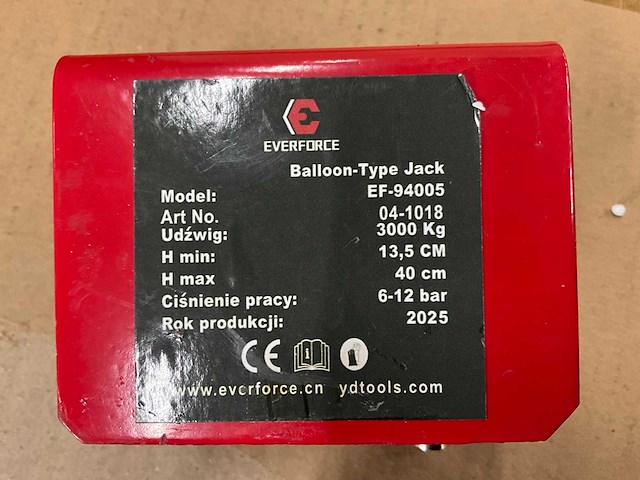 EVERFORCE
Balloon-Type Jack
Model: EF-94005
Art No. 04-1018
Udźwig: 3000 Kg
H min: 13,5 CM
H max 40 cm
Ciśnienie pracy: 6-12 bar
Rok produkcji: 2025
CE
www.everforce.cn ydtools.com